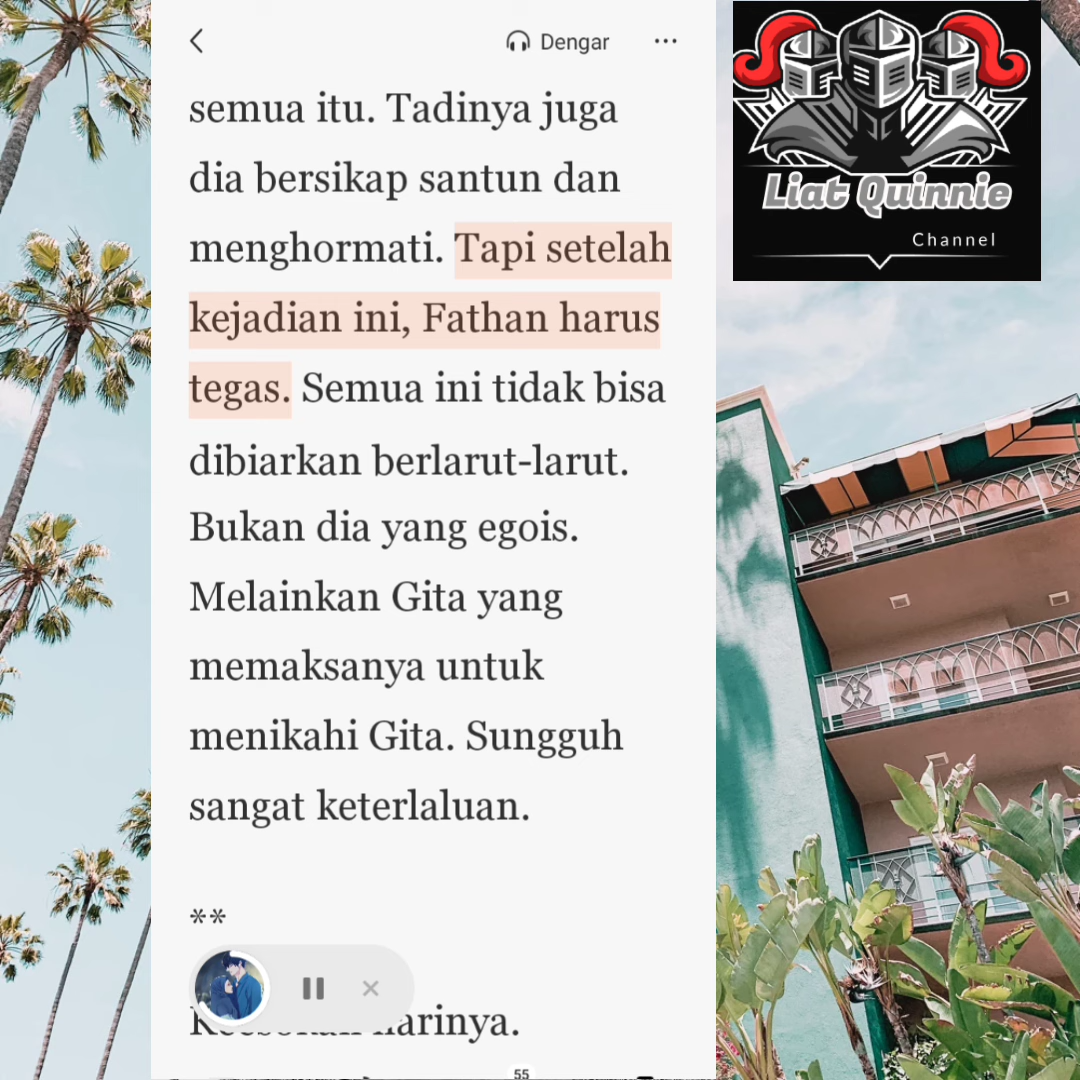 Dengar
semua itu. Tadinya juga
dia bersikap santun dan
menghormati. Tapi setelah
kejadian ini, Fathan harus
tegas. Semua ini tidak bisa
dibiarkan berlarut-larut.
Bukan dia yang egois.
Melainkan Gita yang
memaksanya untuk
menikahi Gita. Sungguh
sangat keterlaluan.
**
harinya.
55
Liat Quinnie
Channel